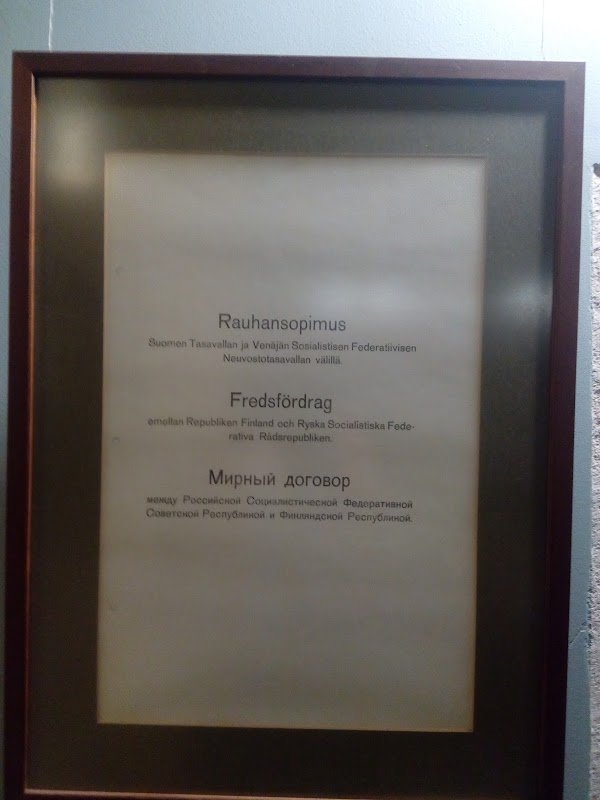 Rauhansopimus
Suomen Tasavallan ja Venäjän Sosialistisen Federatiivisen
Neuvostotasavallan välillä.
Fredsfördrag
emellan Republiken Finland och Ryska Socialistiska Fede-
rativa Rådsrepubliken.
Мирный договор
между Российской Социалистической Федеративной
Советской Республикой и Финляндской Республикой.